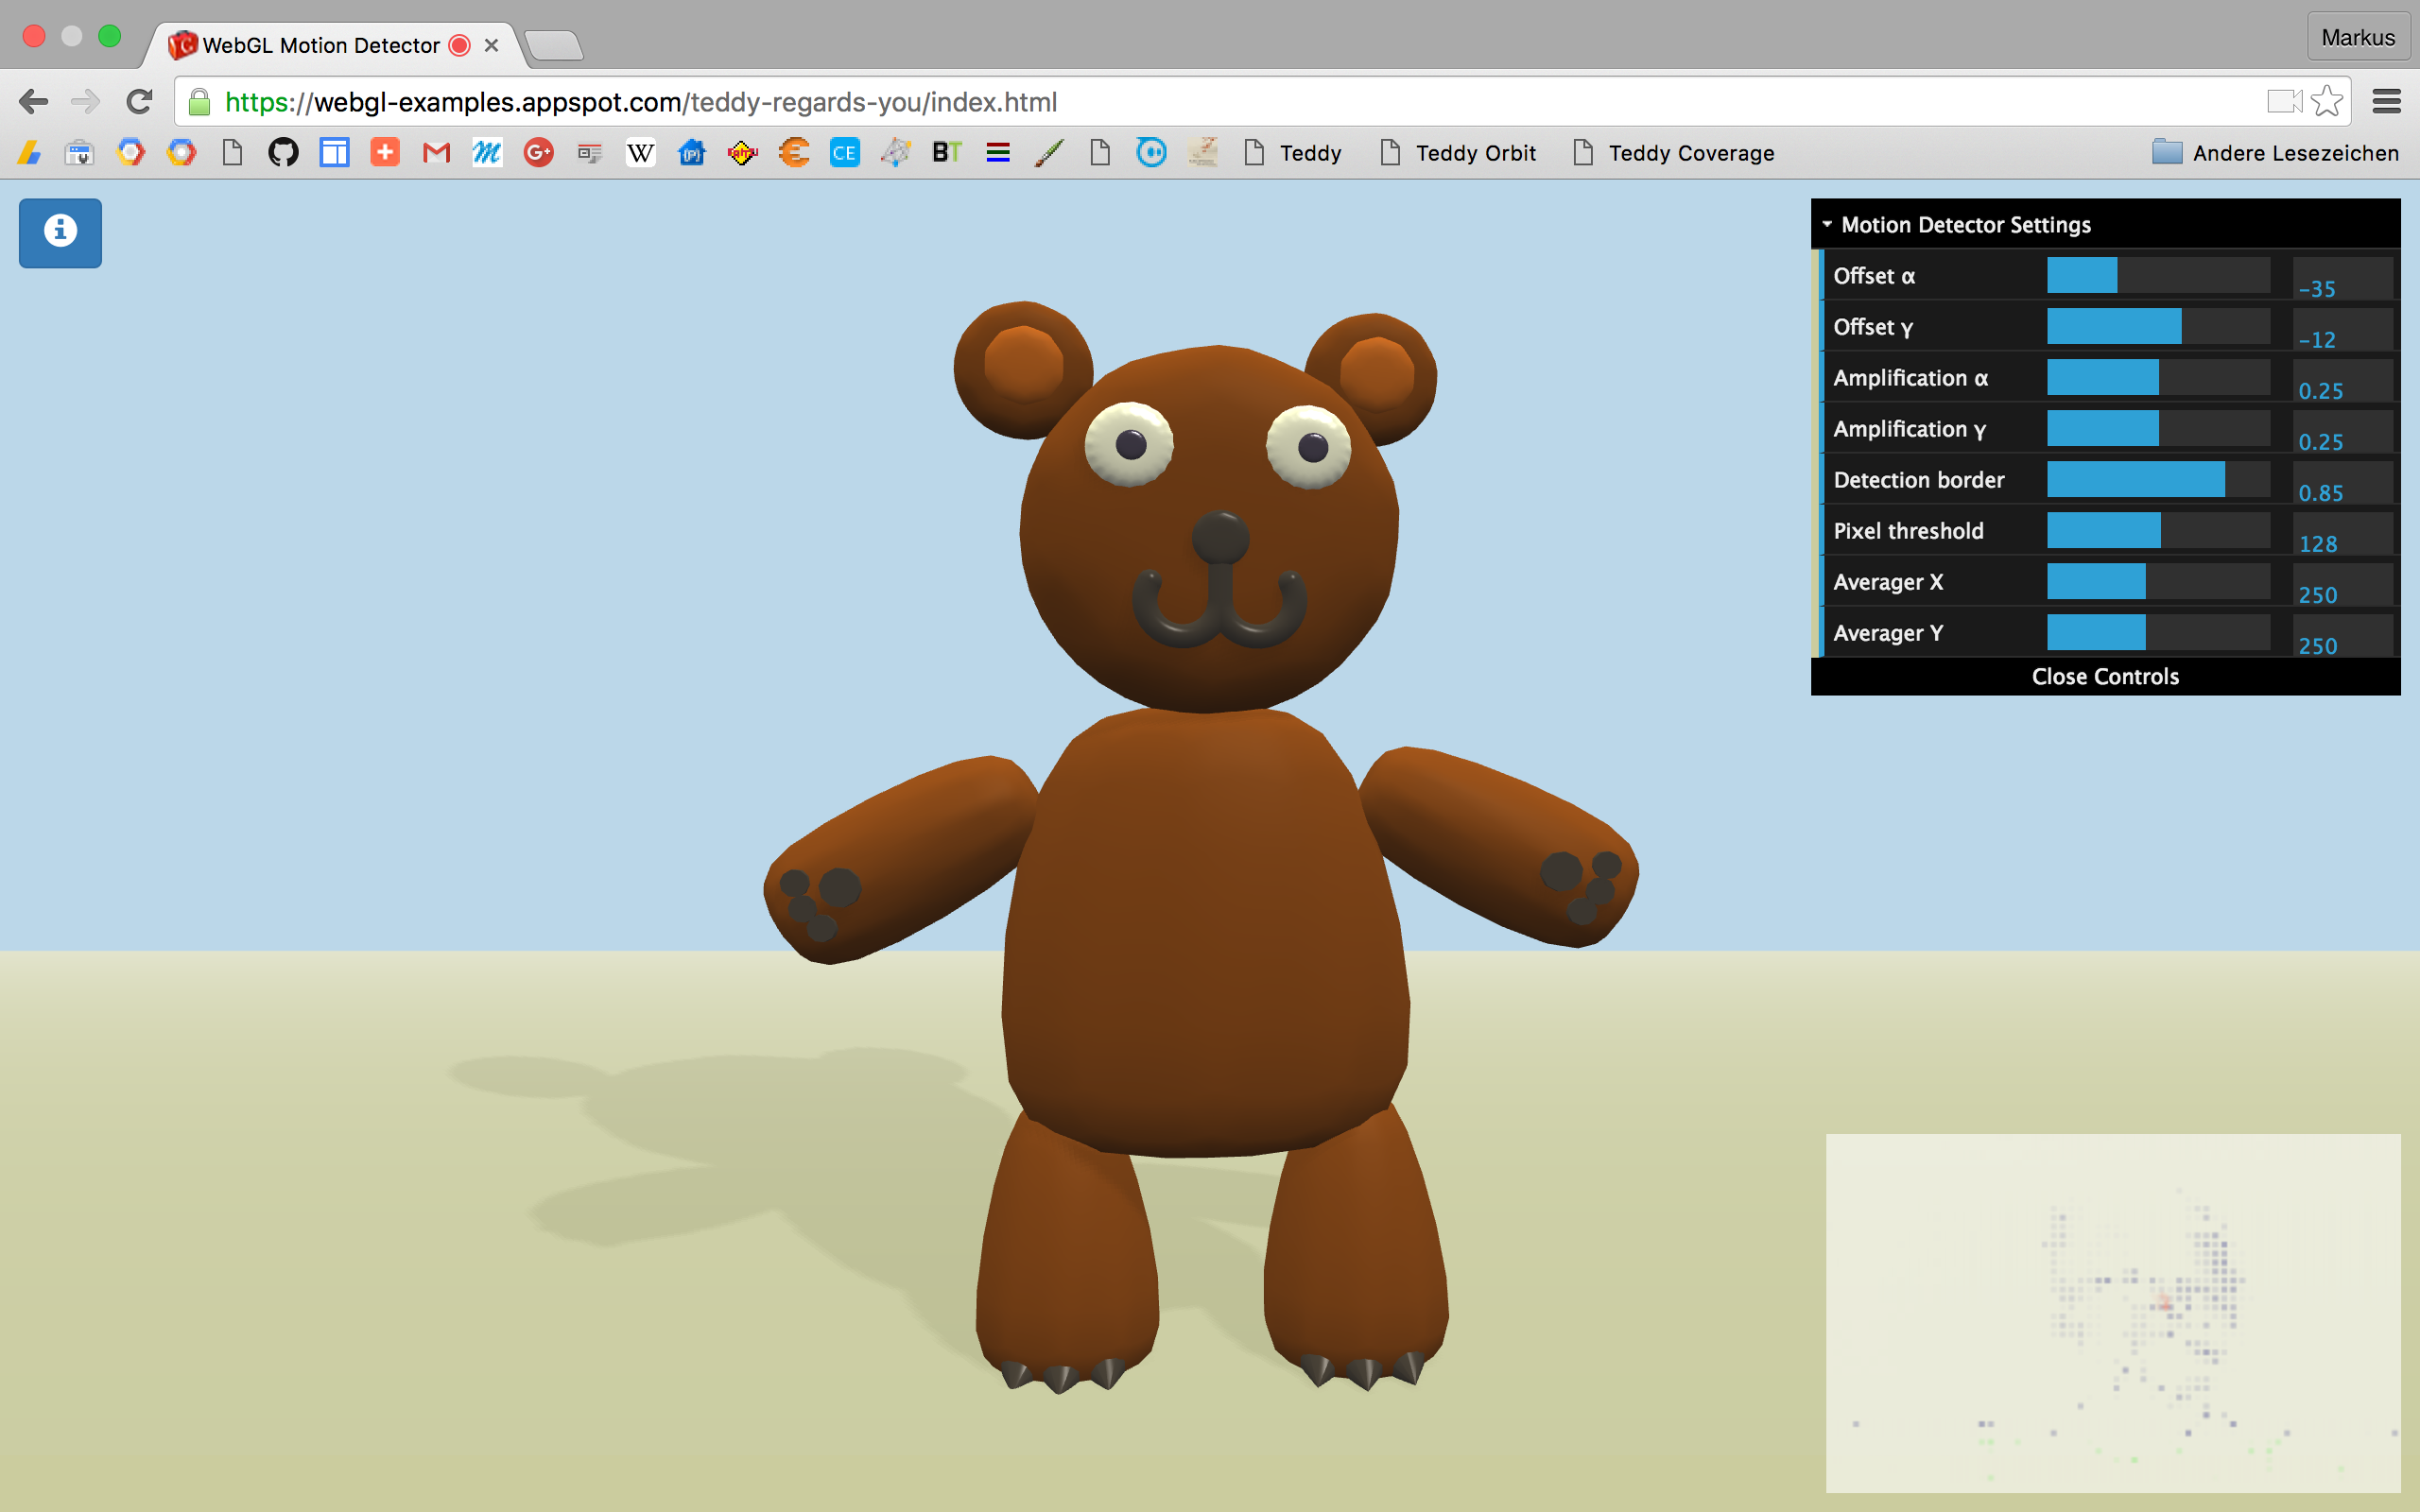 WebGL Motion Detector
Markus
https://webgl-examples.appspot.com/teddy-regards-you/index.html
G+
W
{P}
CE
BT
Teddy
Teddy Orbit
Teddy Coverage
Andere Lesezeichen
Motion Detector Settings
Offset α -35
Offset γ -12
Amplification α 0.25
Amplification γ 0.25
Detection border 0.85
Pixel threshold 128
Averager X 250
Averager Y 250
Close Controls